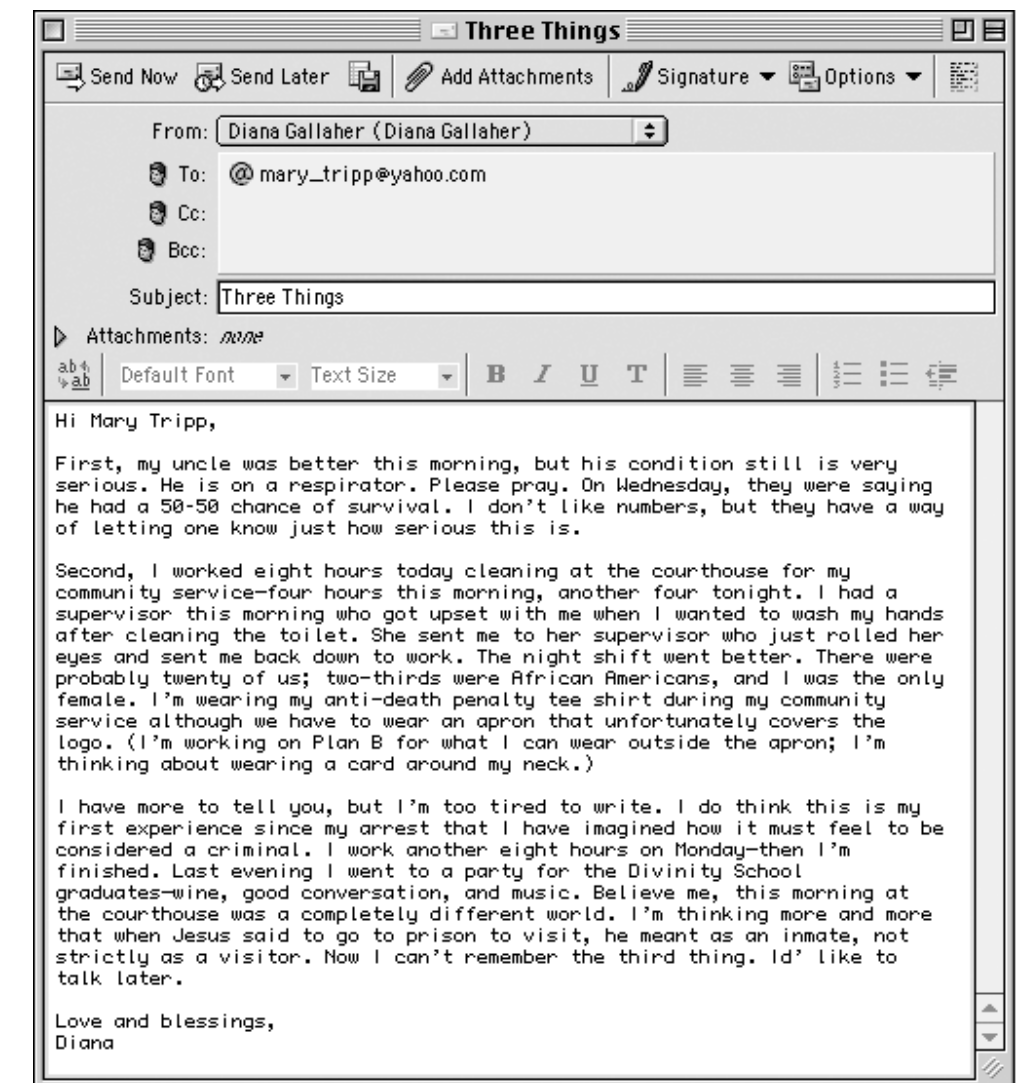 Three Things
Send Now Send Later Add Attachments Signature Options
From: Diana Gallaher (Diana Gallaher)
To: @ mary_tripp@yahoo.com
Cc:
Bcc:
Subject: Three Things
Attachments: none
ab ab Default Font Text Size B I U T
Hi Mary Tripp,
First, my uncle was better this morning, but his condition still is very
serious. He is on a respirator. Please pray. On Wednesday, they were saying
he had a 50-50 chance of survival. I don't like numbers, but they have a way
of letting one know just how serious this is.
Second, I worked eight hours today cleaning at the courthouse for my
community service—four hours this morning, another four tonight. I had a
supervisor this morning who got upset with me when I wanted to wash my hands
after cleaning the toilet. She sent me to her supervisor who just rolled her
eyes and sent me back down to work. The night shift went better. There were
probably twenty of us; two-thirds were African Americans, and I was the only
female. I'm wearing my anti-death penalty tee shirt during my community
service although we have to wear an apron that unfortunately covers the
logo. (I'm working on Plan B for what I can wear outside the apron; I'm
thinking about wearing a card around my neck.)
I have more to tell you, but I'm too tired to write. I do think this is my
first experience since my arrest that I have imagined how it must feel to be
considered a criminal. I work another eight hours on Monday—then I'm
finished. Last evening I went to a party for the Divinity School
graduates—wine, good conversation, and music. Believe me, this morning at
the courthouse was a completely different world. I'm thinking more and more
that when Jesus said to go to prison to visit, he meant as an inmate, not
strictly as a visitor. Now I can't remember the third thing. Id' like to
talk later.
Love and blessings,
Diana